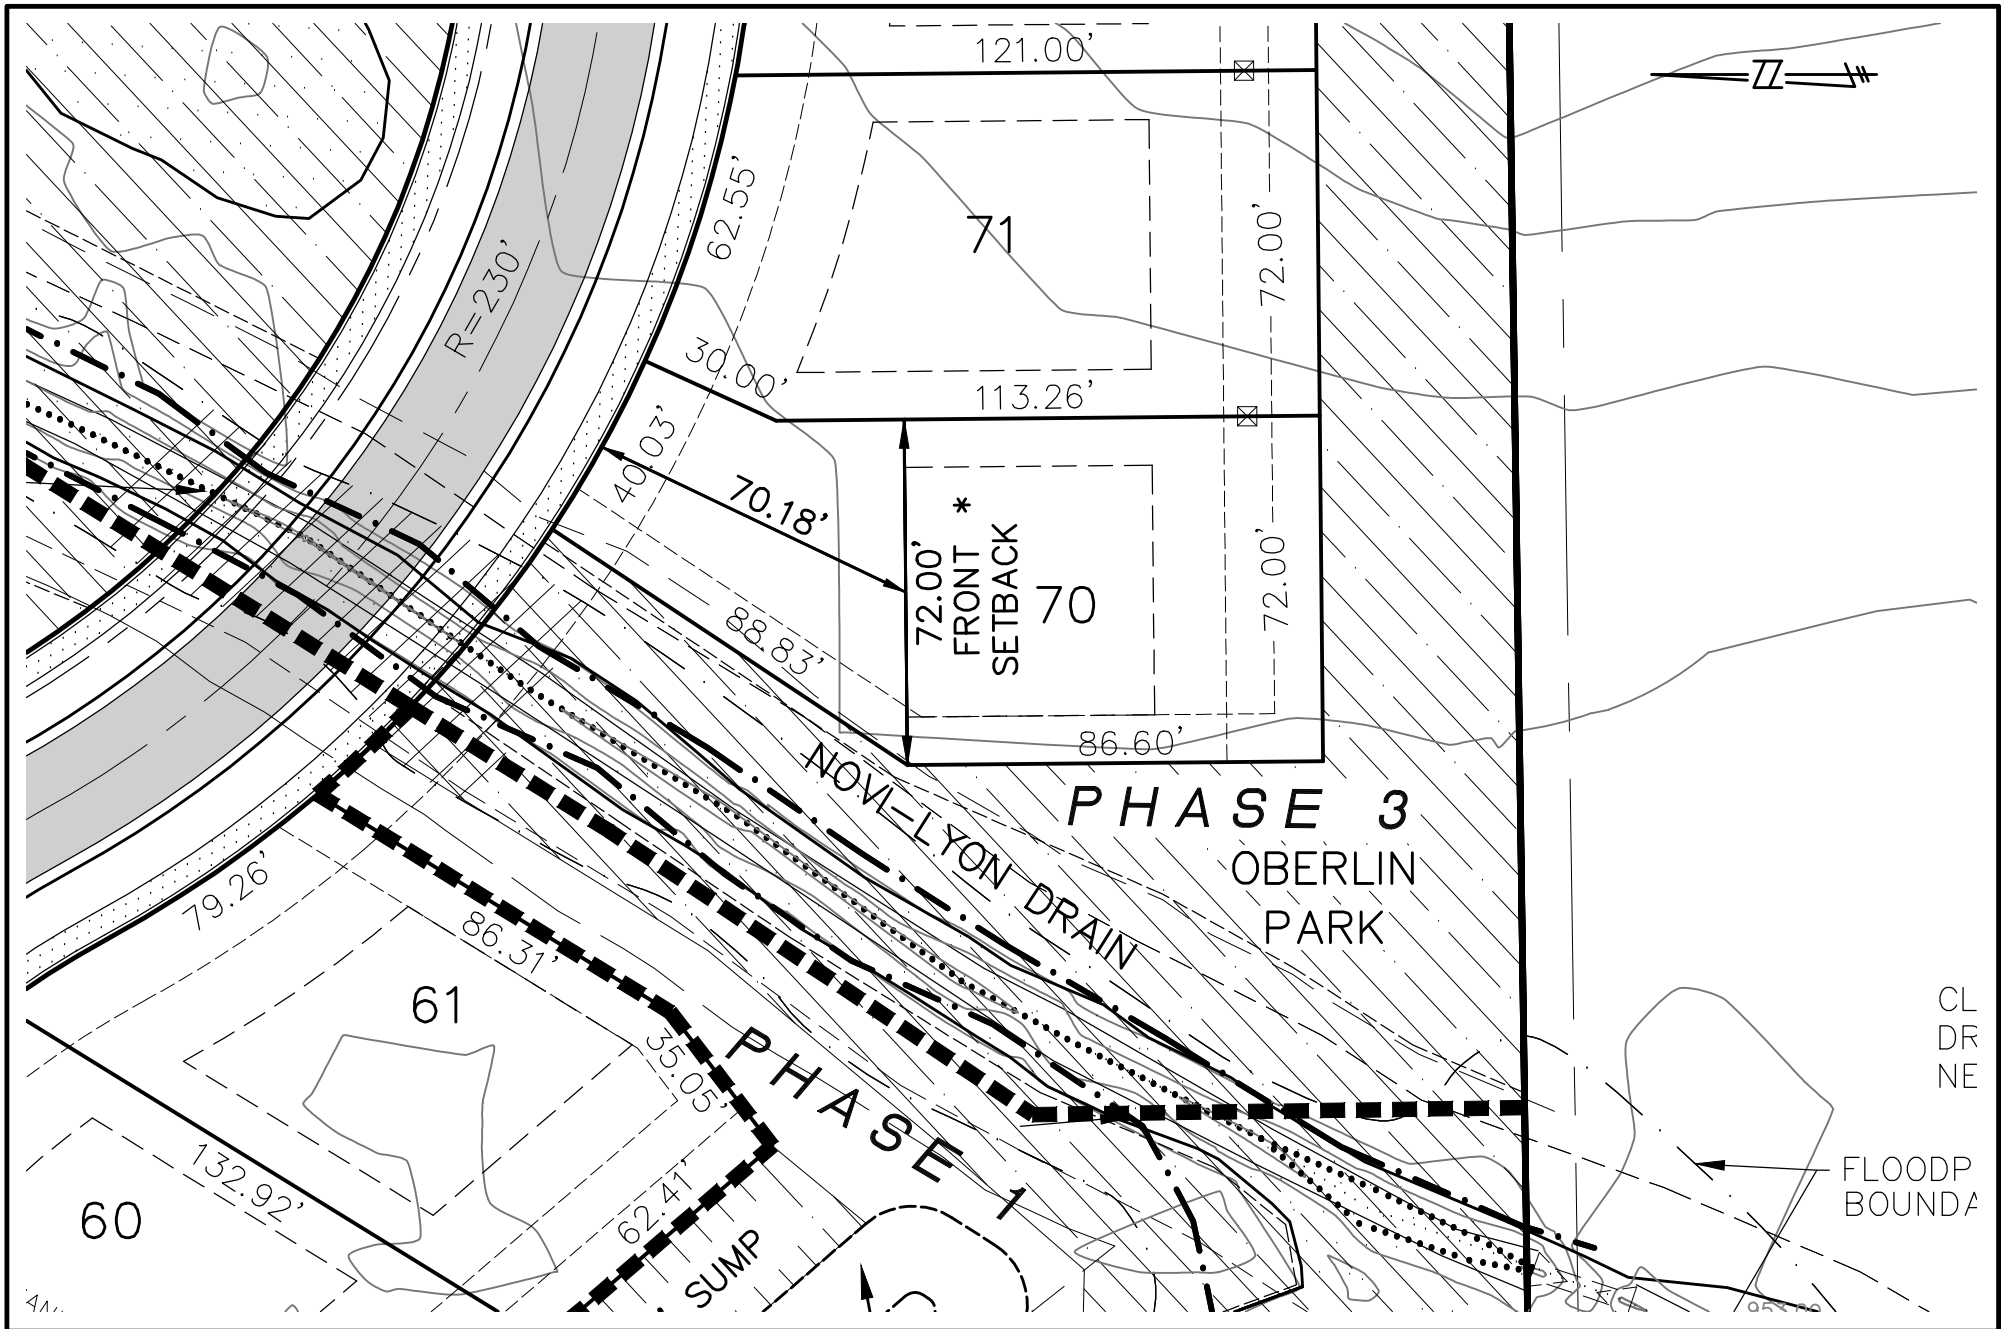 121.00'
Z
62.55'
71
72.00'
R=230'
30.00'
113.26'
40.03'
70.18'
72.00'
FRONT *
SETBACK
70
72.00'
88.83'
86.60'
NOVI-LYON DRAIN
PHASE 3
OBERLIN
PARK
79.26'
86.31'
61
35.05'
PHASE 1
CL
DR
NE
132.92'
60
62.41'
SUMP
FLOODP
BOUNDA
953.00